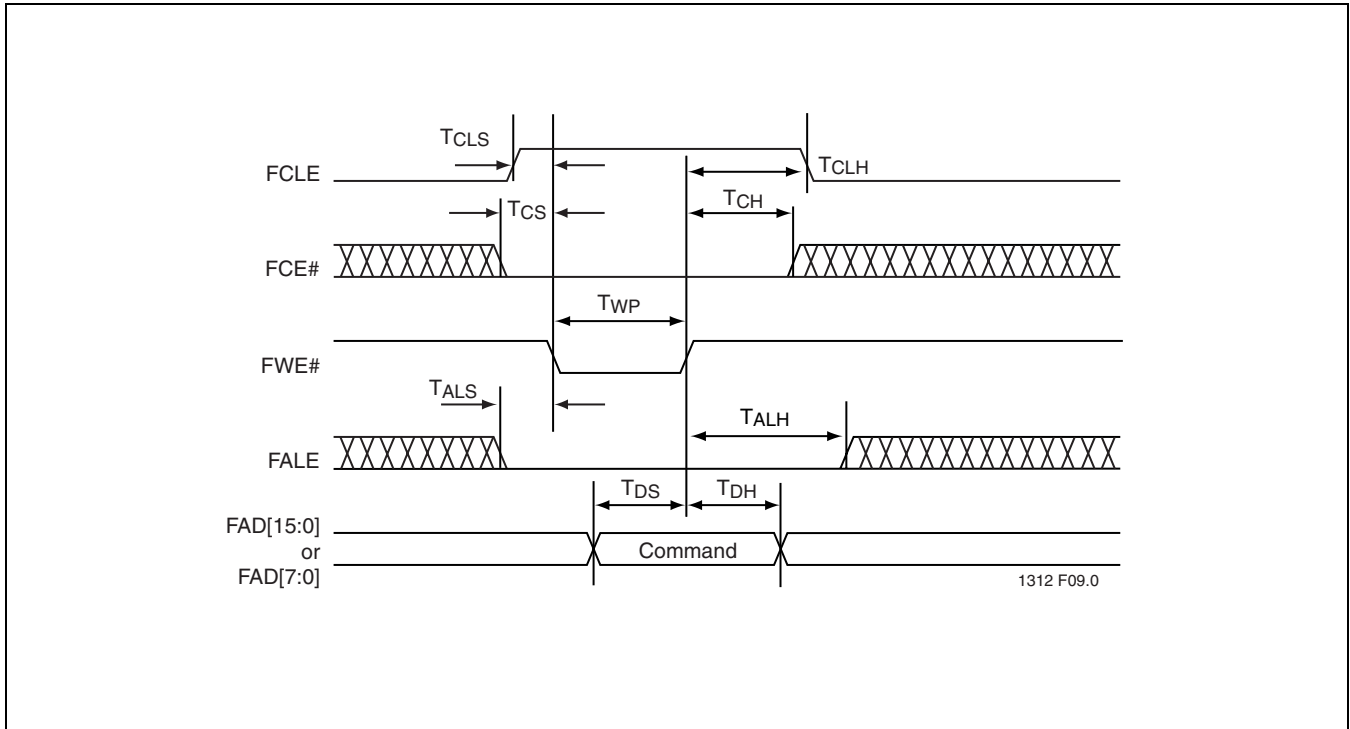 TCLS
FCLE
TCLH
TCS
TCH
FCE#
TWP
FWE#
TALS
TALH
FALE
TDS
TDH
FAD[15:0]
or
FAD[7:0]
Command
1312 F09.0